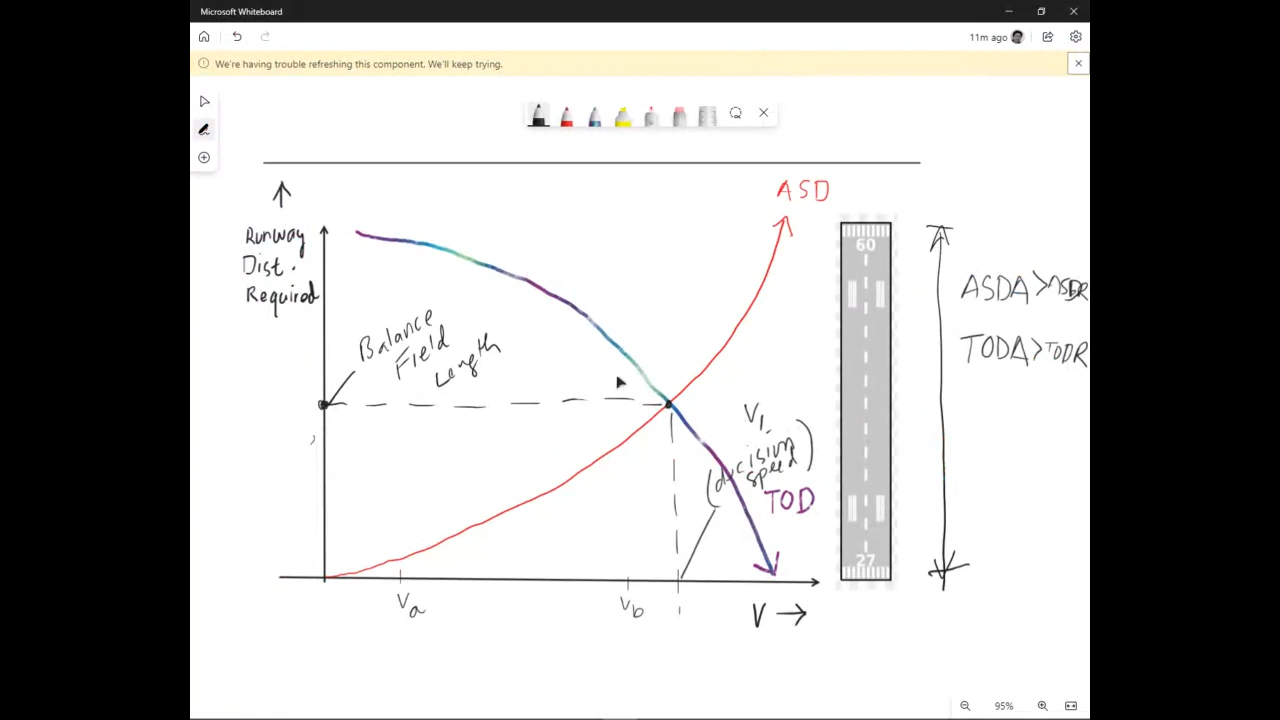 Microsoft Whiteboard
11m ago
We're having trouble refreshing this component. We'll keep trying.
ASD
Runway
Dist.
Required
60
ASDA>ASDR
TODA>TODR
Balance
Field
Length
V1
(decision
speed)
TOD
27
Va
Vb
V →
95%